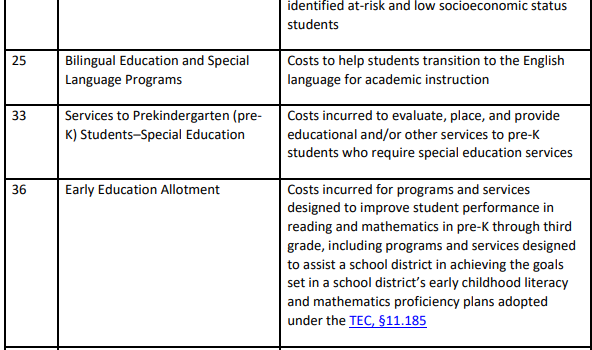 identified at-risk and low socioeconomic status
students
25
Bilingual Education and Special
Language Programs
Costs to help students transition to the English
language for academic instruction
33
Services to Prekindergarten (pre-
K) Students–Special Education
Costs incurred to evaluate, place, and provide
educational and/or other services to pre-K
students who require special education services
36
Early Education Allotment
Costs incurred for programs and services
designed to improve student performance in
reading and mathematics in pre-K through third
grade, including programs and services designed
to assist a school district in achieving the goals
set in a school district’s early childhood literacy
and mathematics proficiency plans adopted
under the TEC, §11.185